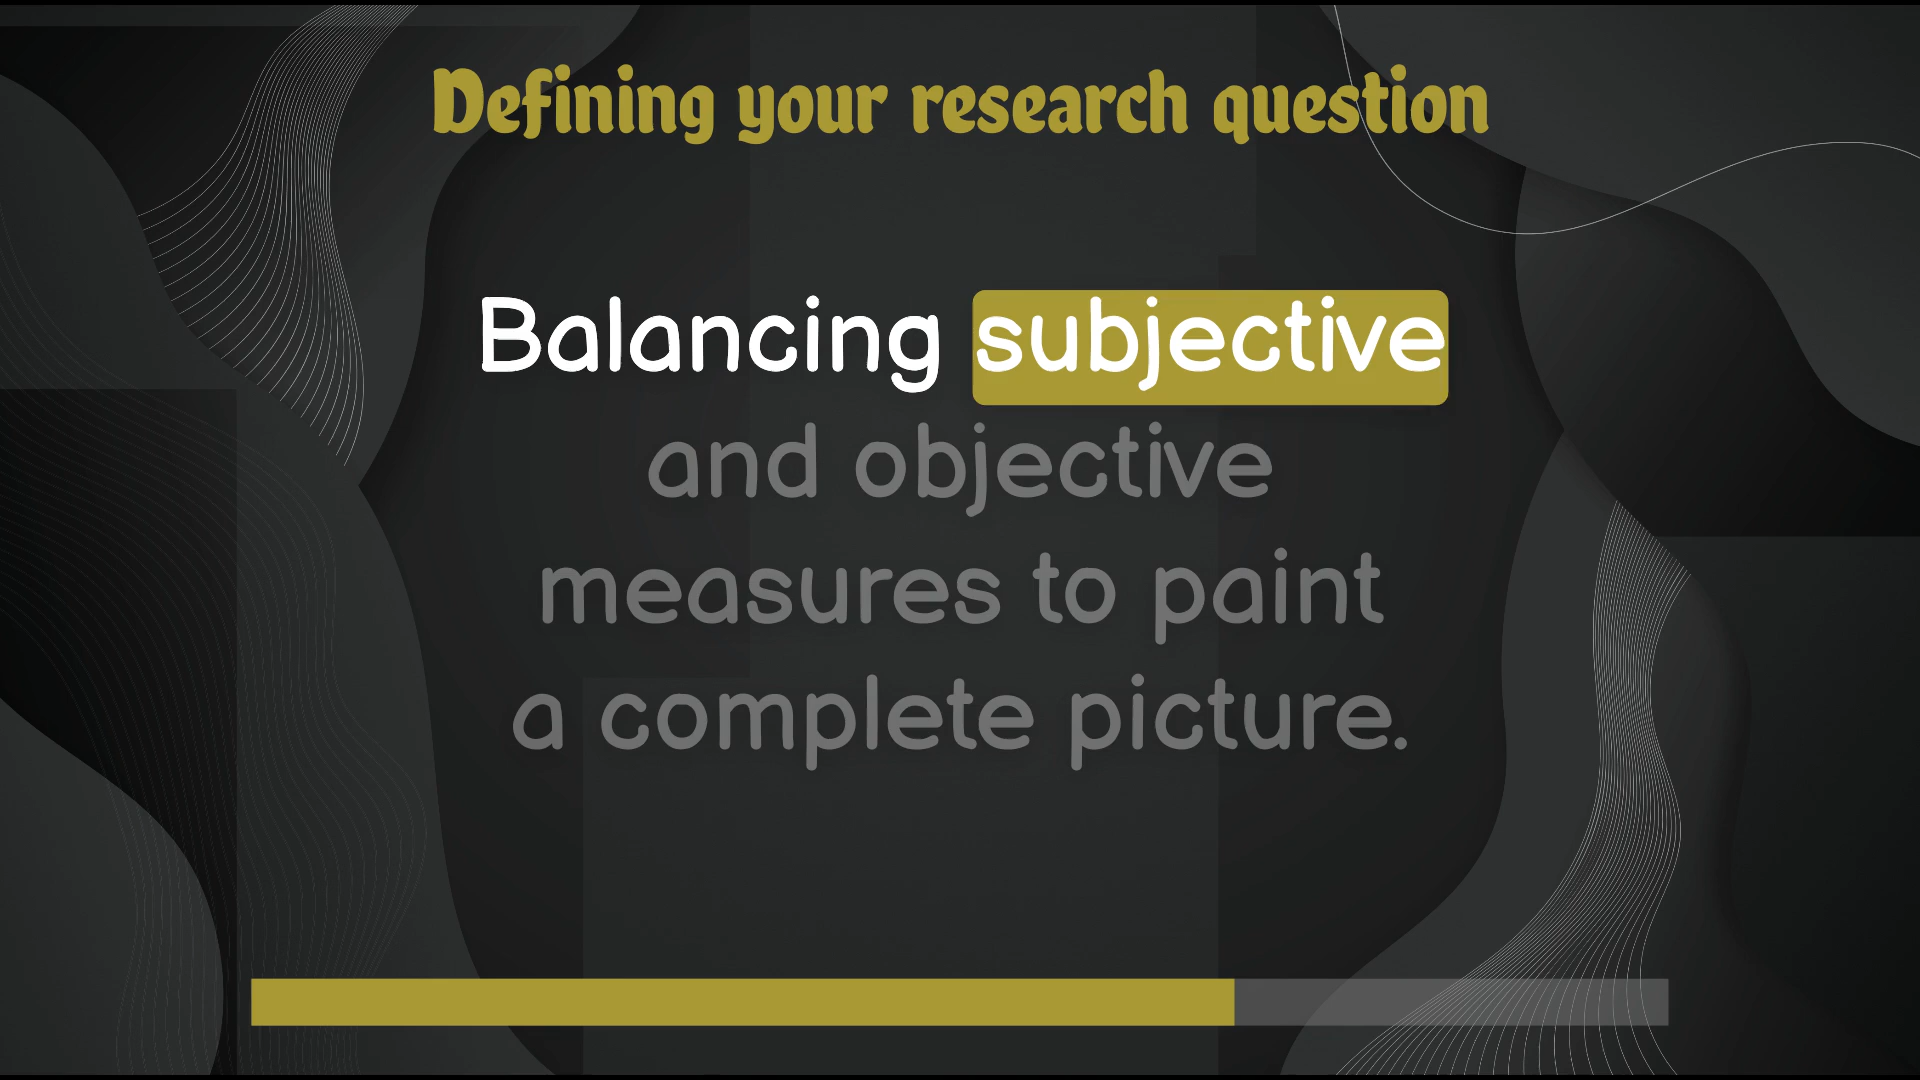 Defining your research question
Balancing subjective
and objective
measures to paint
a complete picture.